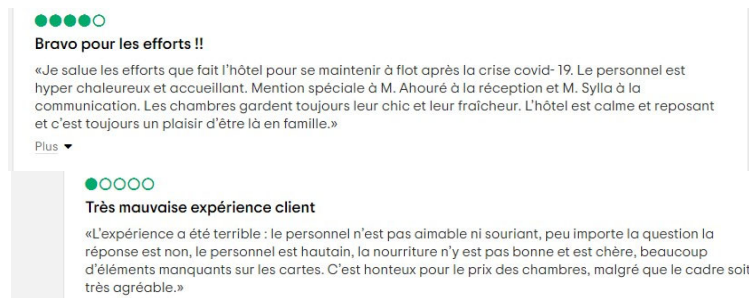 Bravo pour les efforts !!
«Je salue les efforts que fait l'hôtel pour se maintenir à flot après la crise covid- 19. Le personnel est
hyper chaleureux et accueillant. Mention spéciale à M. Ahouré à la réception et M. Sylla à la
communication. Les chambres gardent toujours leur chic et leur fraîcheur. L'hôtel est calme et reposant
et c'est toujours un plaisir d'être là en famille.»
Plus
Très mauvaise expérience client
«L'expérience a été terrible : le personnel n'est pas aimable ni souriant, peu importe la question la
réponse est non, le personnel est hautain, la nourriture n'y est pas bonne et est chère, beaucoup
d'éléments manquants sur les cartes. C'est honteux pour le prix des chambres, malgré que le cadre soit
très agréable.»